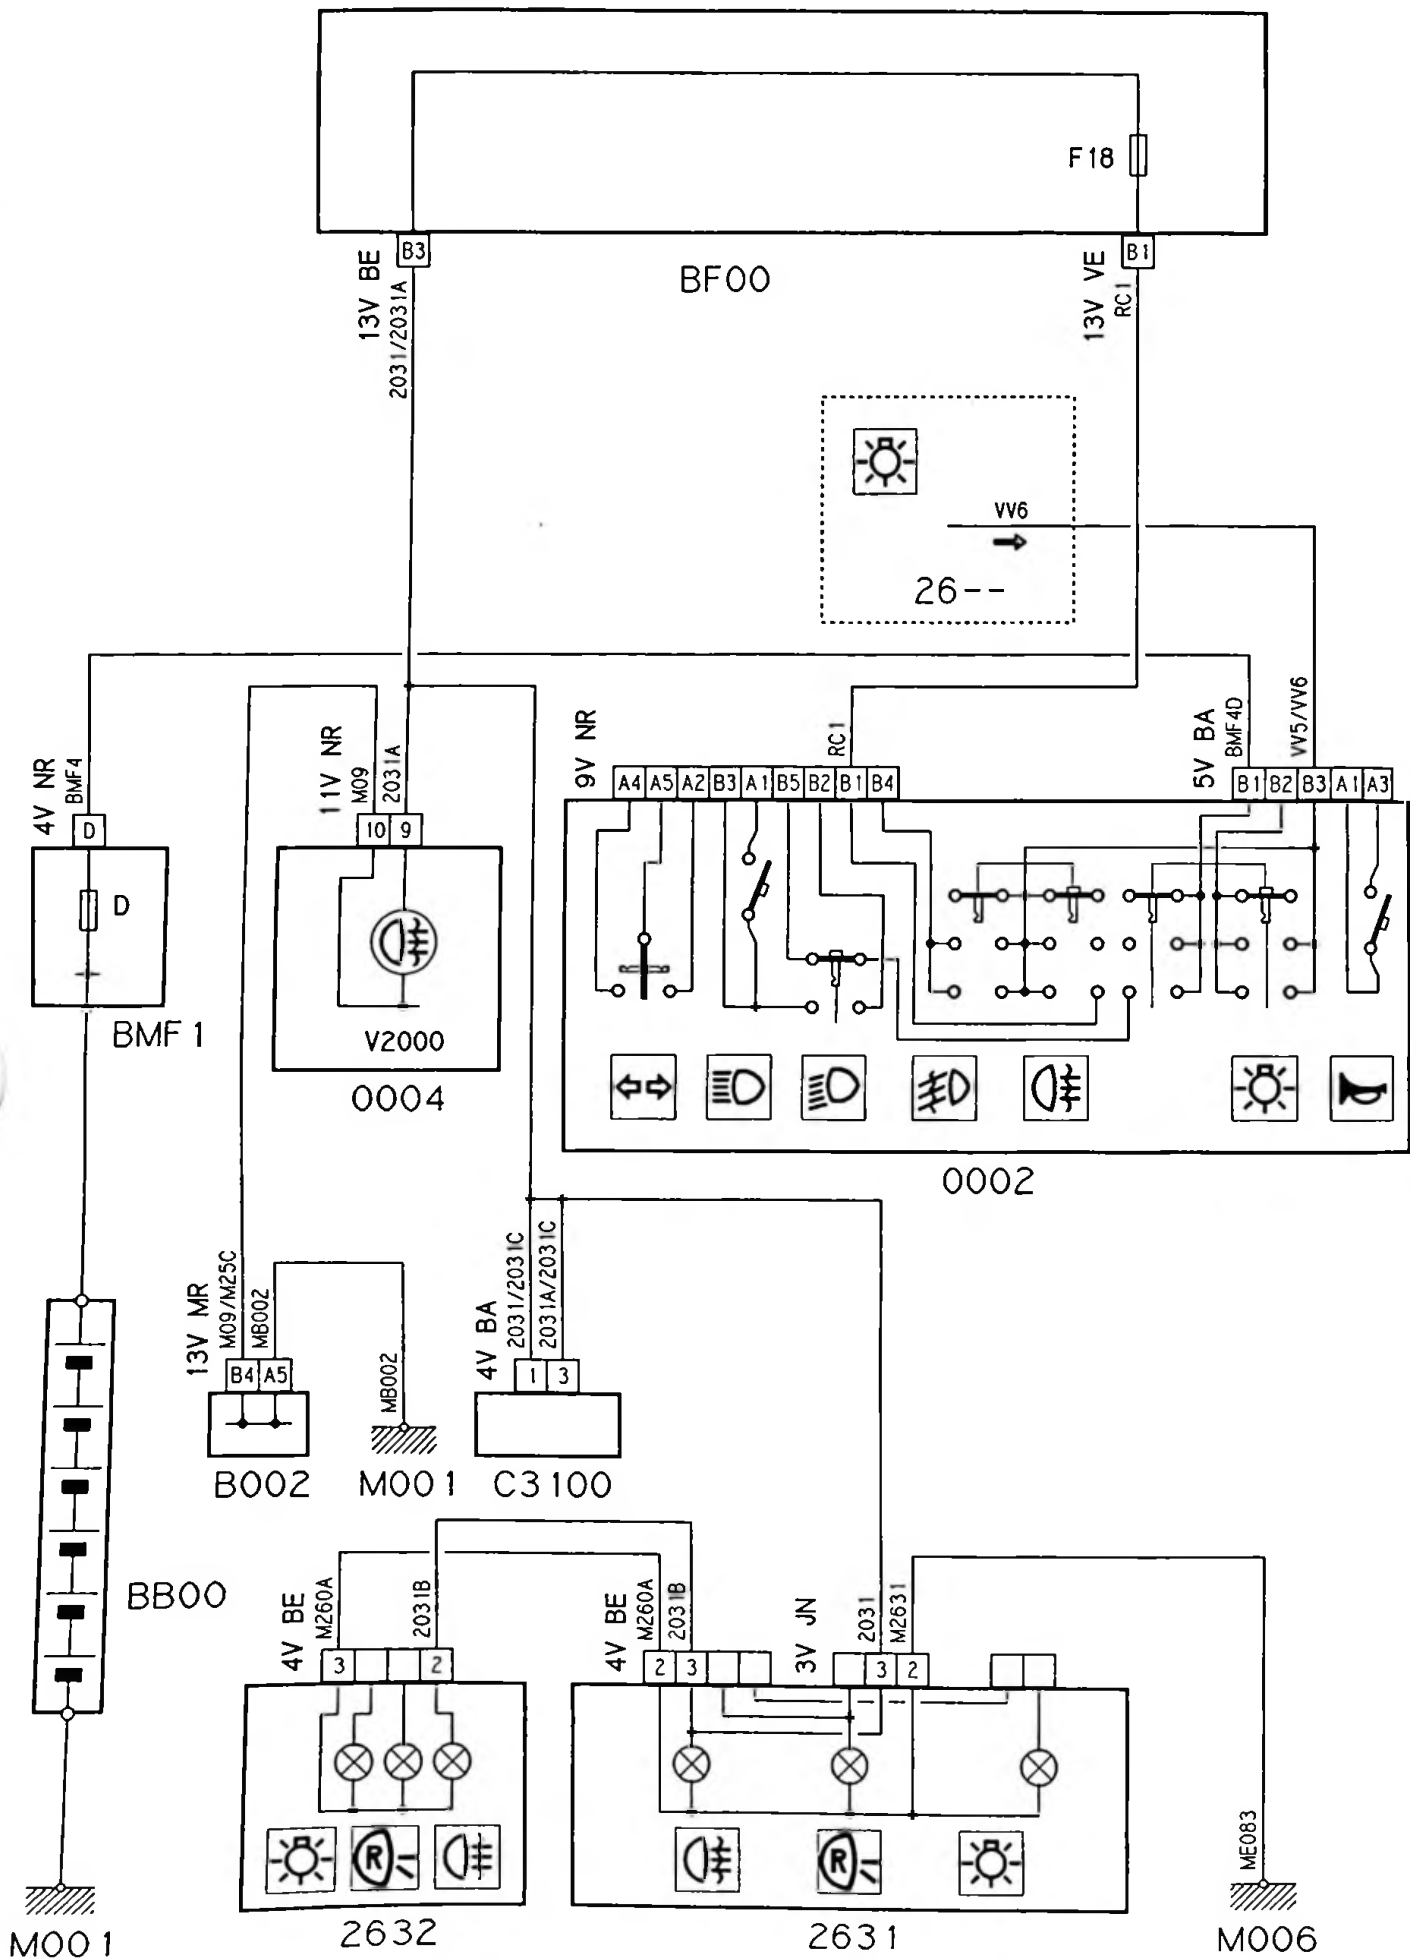 F18
B3
B1
BF00
13V BE
2031/2031A
13V VE
RC1
VV6
26--
4V NR
BMF4
11V NR
M09
2031A
9V NR
RC1
5V BA
BMF4D
VV5/VV6
D
10 9
A4 A5 A2 B3 A1 B5 B2 B1 B4
B1 B2 B3 A1 A3
D
BMF1
V2000
0004
0002
13V MR
M09/M25C
MB002
MB002
4V BA
2031/2031C
2031A/2031C
B4 A5
1 3
B002
M001
C3100
BB00
4V BE
M260A
2031B
4V BE
M260A
2031B
3V JN
2031
M2631
3 2
2 3
3 2
R
R
ME083
M001
2632
2631
M006